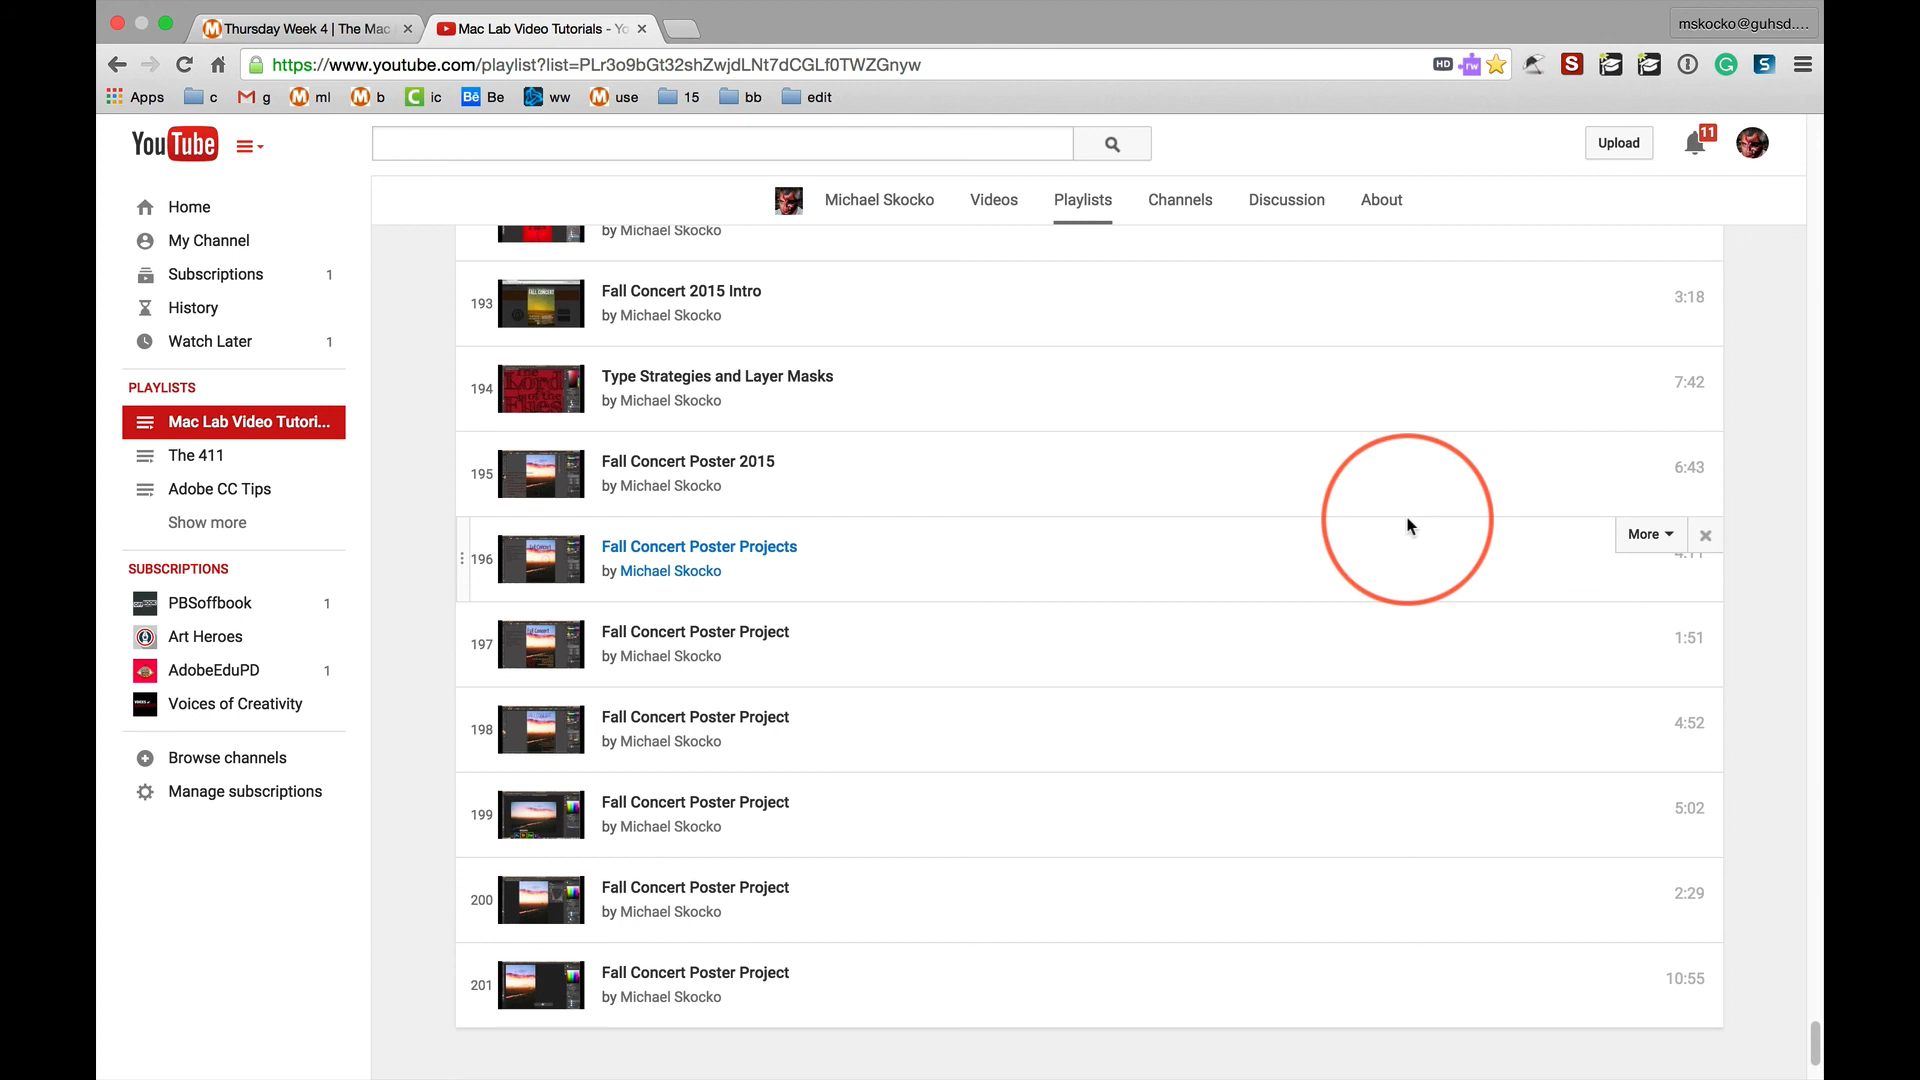 Thursday Week 4 | The Mac
Mac Lab Video Tutorials - Yo
mskocko@guhsd....
https://www.youtube.com/playlist?list=PLr3o9bGt32shZwjdLNt7dCGLf0TWZGnyw
HD
rw
Apps
c
g
ml
b
ic
Be
ww
use
15
bb
edit
YouTube
Upload
11
Michael Skocko
Videos
Playlists
Channels
Discussion
About
Home
My Channel
Subscriptions 1
History
Watch Later 1
PLAYLISTS
Mac Lab Video Tutori...
The 411
Adobe CC Tips
Show more
SUBSCRIPTIONS
PBSoffbook 1
Art Heroes
AdobeEduPD 1
Voices of Creativity
Browse channels
Manage subscriptions
by Michael Skocko
193
Fall Concert 2015 Intro
by Michael Skocko
3:18
194
Type Strategies and Layer Masks
by Michael Skocko
7:42
195
Fall Concert Poster 2015
by Michael Skocko
6:43
196
Fall Concert Poster Projects
by Michael Skocko
More
197
Fall Concert Poster Project
by Michael Skocko
1:51
198
Fall Concert Poster Project
by Michael Skocko
4:52
199
Fall Concert Poster Project
by Michael Skocko
5:02
200
Fall Concert Poster Project
by Michael Skocko
2:29
201
Fall Concert Poster Project
by Michael Skocko
10:55